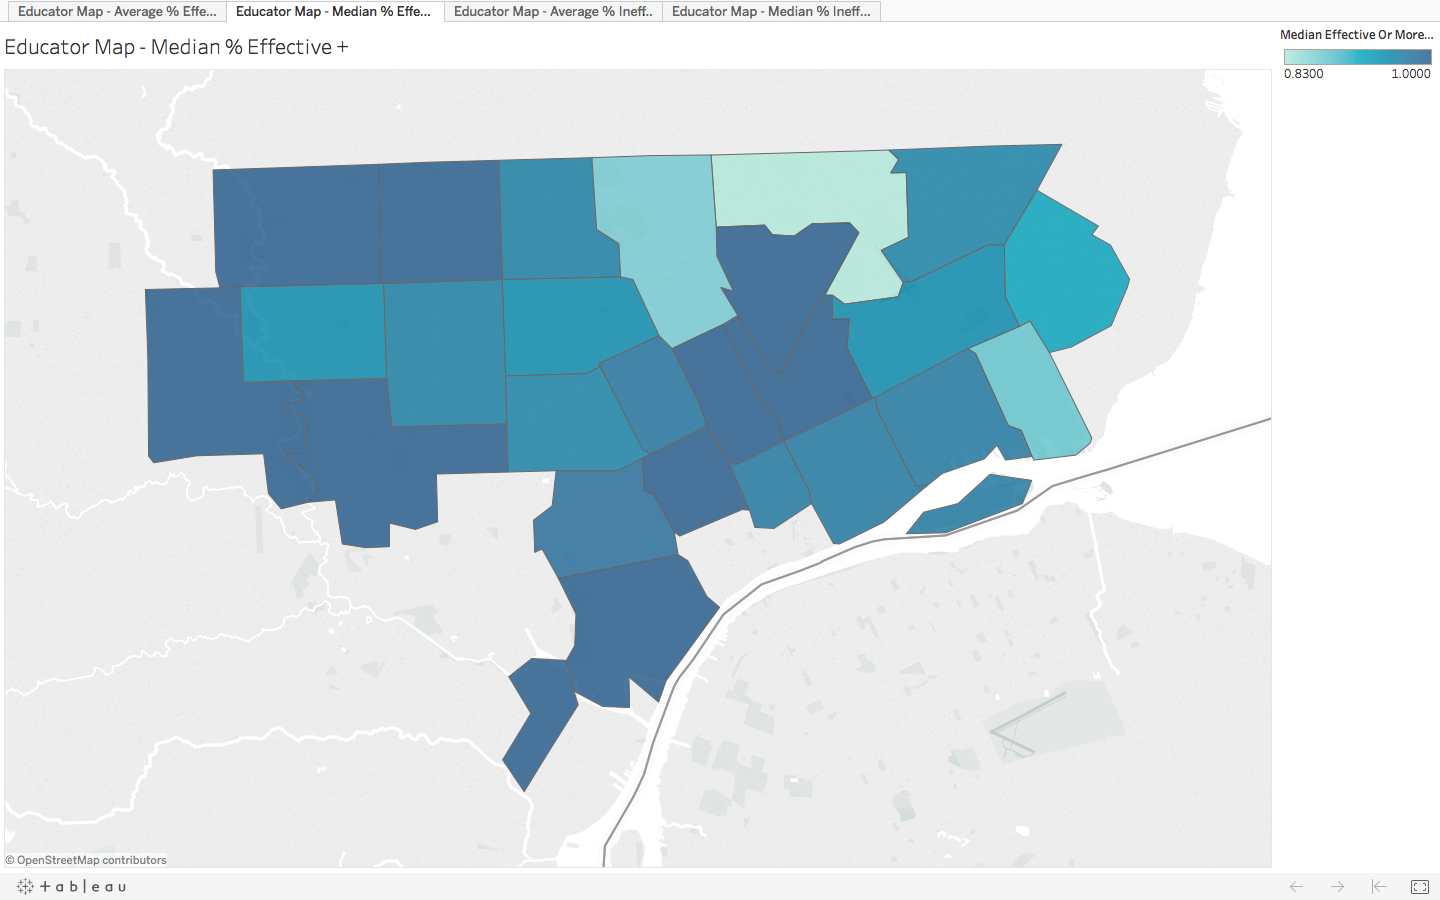 Educator Map - Average % Effe...
Educator Map - Median % Effe...
Educator Map - Average % Ineff..
Educator Map - Median % Ineff...
Educator Map - Median % Effective +
Median Effective Or More...
0.8300 1.0000
© OpenStreetMap contributors
+ a b | e a u